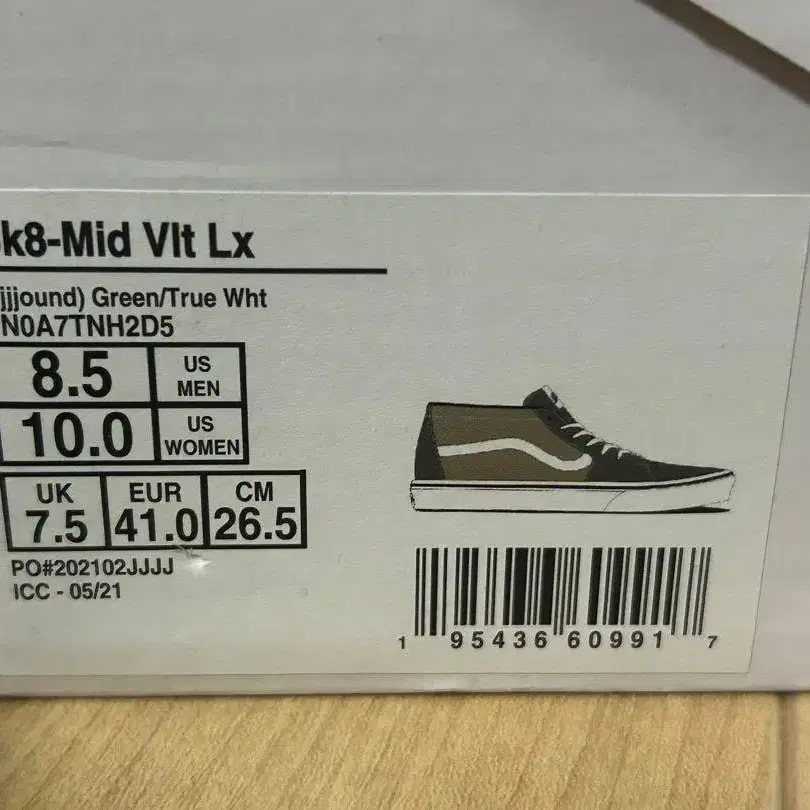 k8-Mid Vlt Lx
jjjound) Green/True Wht
N0A7TNH2D5
8.5 US MEN
10.0 US WOMEN
UK EUR CM
7.5 41.0 26.5
PO#202102JJJJ
ICC - 05/21
1 95436 60991 7